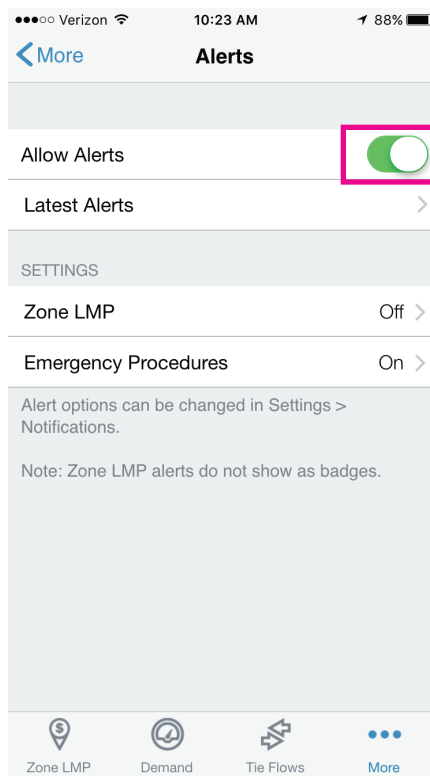 ●●●○○ Verizon 10:23 AM 88%
More Alerts
Allow Alerts
Latest Alerts
SETTINGS
Zone LMP Off
Emergency Procedures On
Alert options can be changed in Settings >
Notifications.
Note: Zone LMP alerts do not show as badges.
$
Zone LMP Demand Tie Flows More